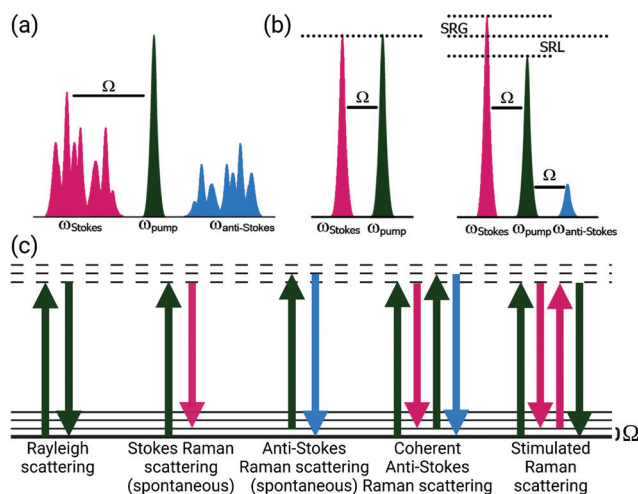 (a)
Ω
ωStokes
ωpump
ωanti-Stokes
(b)
Ω
ωStokes
ωpump
SRG
SRL
Ω
Ω
ωStokes
ωpump
ωanti-Stokes
(c)
Ω
Rayleigh
scattering
Stokes Raman
scattering
(spontaneous)
Anti-Stokes
Raman scattering
(spontaneous)
Coherent
Anti-Stokes
Raman scattering
Stimulated
Raman
scattering